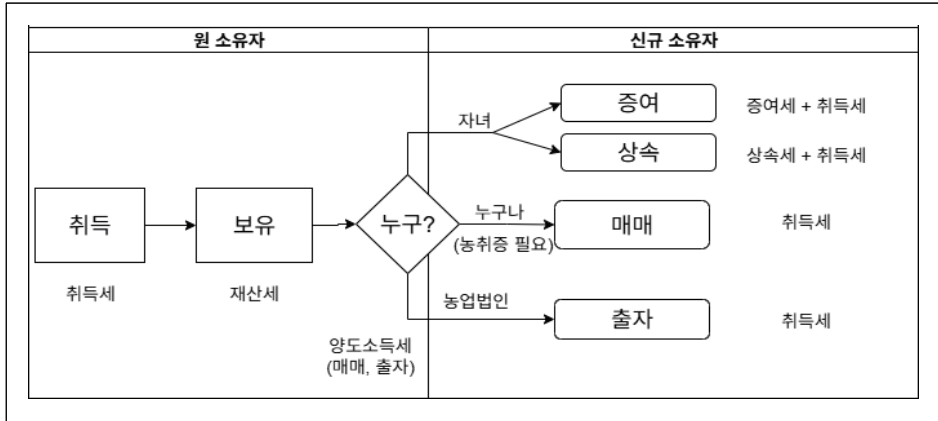 원 소유자
신규 소유자
자녀
증여
증여세 + 취득세
상속
상속세 + 취득세
취득
보유
누구?
누구나
(농취증 필요)
매매
취득세
취득세
재산세
농업법인
출자
취득세
양도소득세
(매매, 출자)